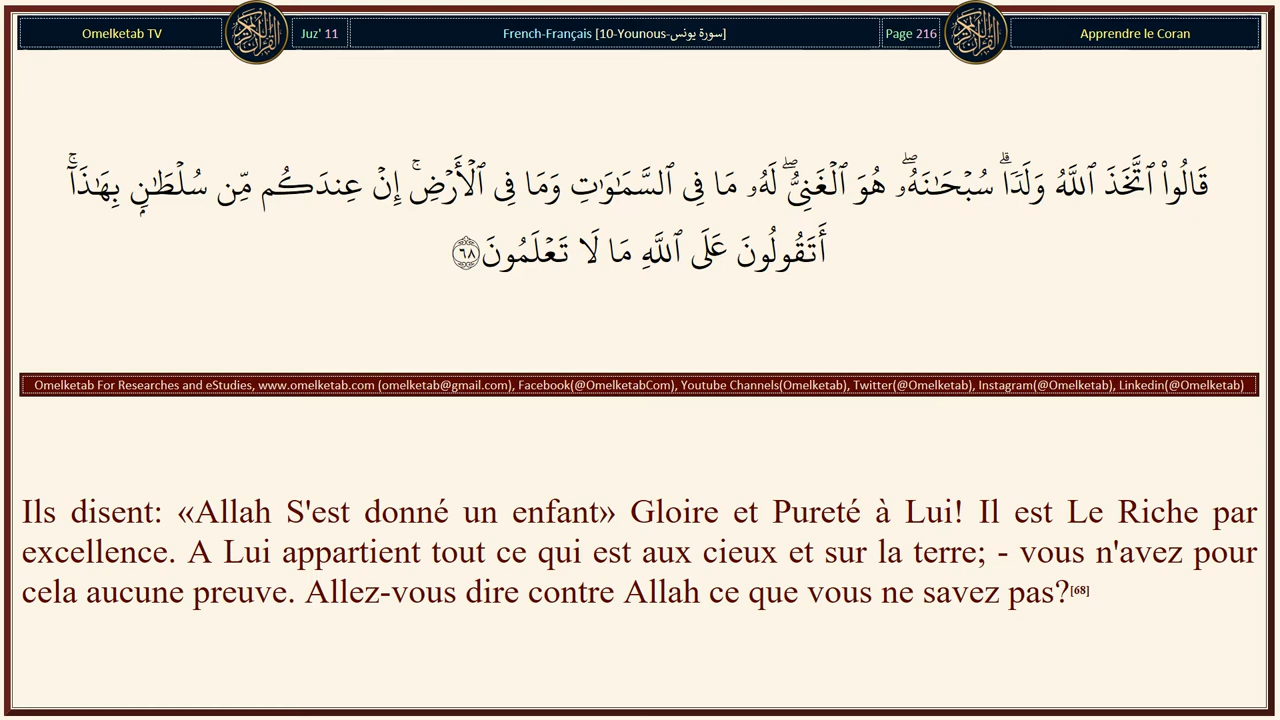 Omelketab TV
Juz' 11
French-Français [10-Younous-سورة يونس]
Page 216
Apprendre le Coran
قَالُوا۟ ٱتَّخَذَ ٱللَّهُ وَلَدًۭا ۗ سُبْحَـٰنَهُۥ ۖ هُوَ ٱلْغَنِىُّ ۖ لَهُۥ مَا فِى ٱلسَّمَـٰوَٰتِ وَمَا فِى ٱلْأَرْضِ ۚ إِنْ عِندَكُم مِّن سُلْطَـٰنٍۭ بِهَـٰذَآ ۚ
أَتَقُولُونَ عَلَى ٱللَّهِ مَا لَا تَعْلَمُونَ ٦٨
Omelketab For Researches and eStudies, www.omelketab.com (omelketab@gmail.com), Facebook(@OmelketabCom), Youtube Channels(Omelketab), Twitter(@Omelketab), Instagram(@Omelketab), Linkedin(@Omelketab)
Ils disent: «Allah S'est donné un enfant» Gloire et Pureté à Lui! Il est Le Riche par
excellence. A Lui appartient tout ce qui est aux cieux et sur la terre; - vous n'avez pour
cela aucune preuve. Allez-vous dire contre Allah ce que vous ne savez pas?[68]